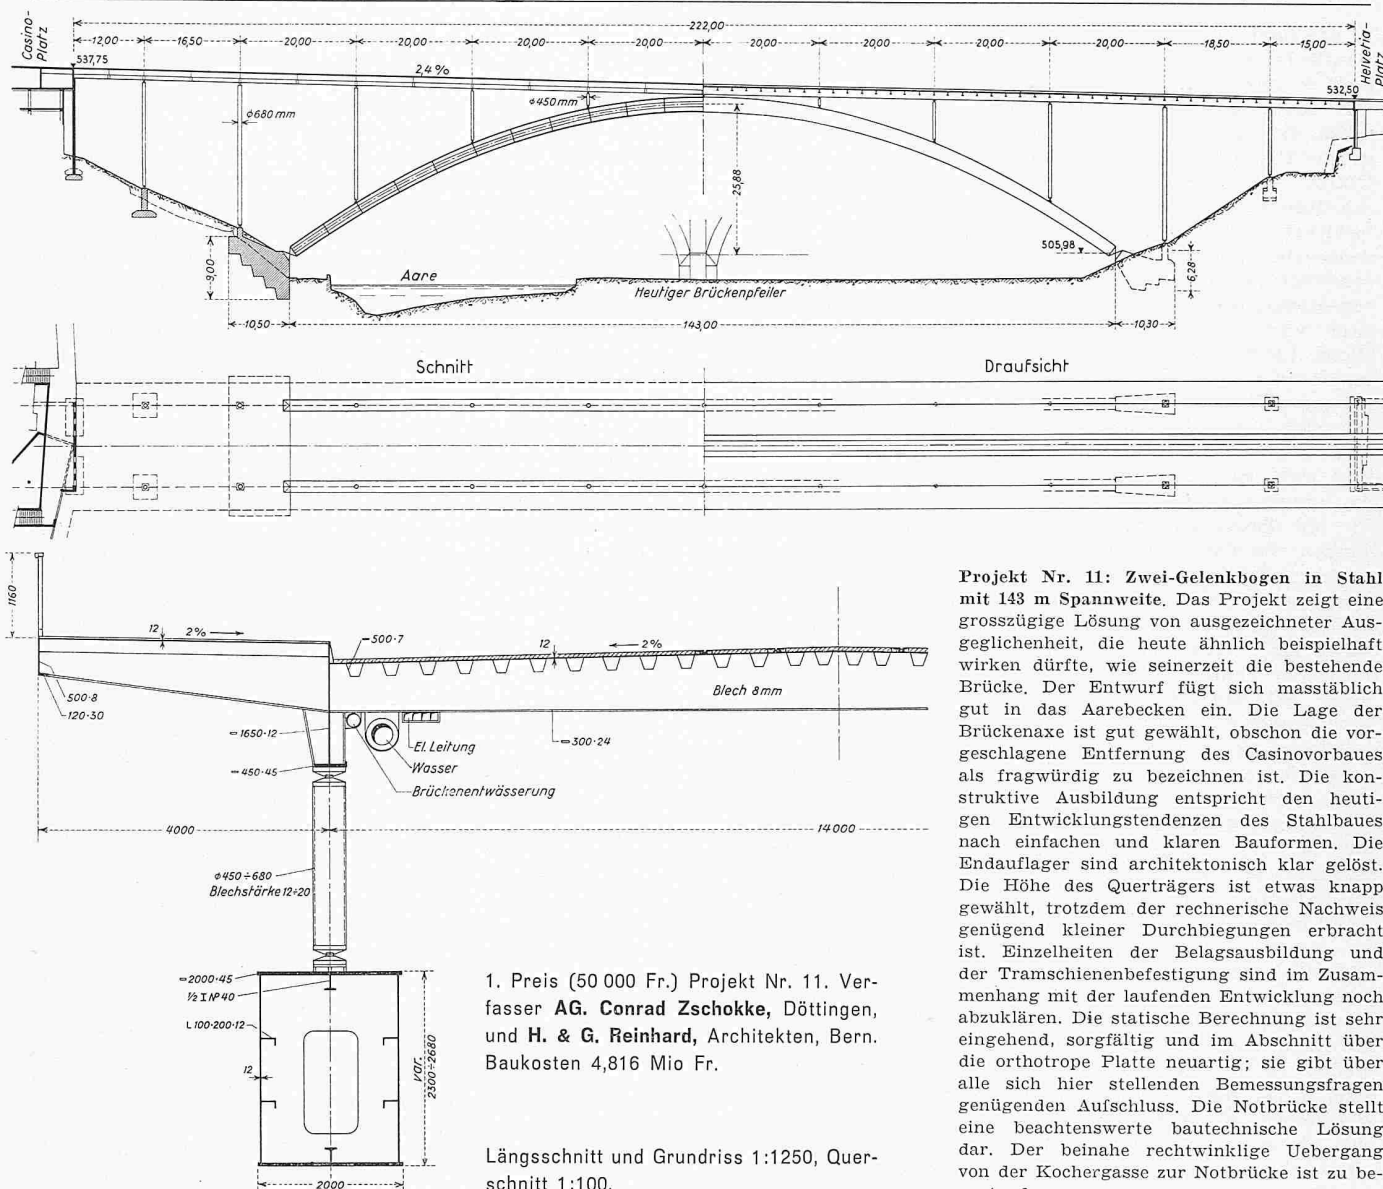 Casino-
Platz
222,00
12,00 16,50 20,00 20,00 20,00 20,00 20,00 20,00 20,00 20,00 18,50 15,00
Helvetia-
Platz
537,75
2,4 %
532,50
ϕ450 mm
ϕ680 mm
25,88
505,98
9,00
6,28
Aare
Heutiger Brückenpfeiler
10,50 143,00 10,30
Schnitt
Draufsicht
1160
12
2%
500·7
12
2%
500·8
120·30
Blech 8mm
1650·12
El. Leitung
300·24
Wasser
450·45
Brückenentwässerung
4000
14000
ϕ450÷680
Blechstärke 12÷20
2000·45
½ I NP 40
L 100·200·12
12
var.
2300÷2680
2000
1. Preis (50 000 Fr.) Projekt Nr. 11. Ver-
fasser AG. Conrad Zschokke, Döttingen,
und H. & G. Reinhard, Architekten, Bern.
Baukosten 4,816 Mio Fr.
Längsschnitt und Grundriss 1:1250, Quer-
schnitt 1:100.
Projekt Nr. 11: Zwei-Gelenkbogen in Stahl
mit 143 m Spannweite. Das Projekt zeigt eine
grosszügige Lösung von ausgezeichneter Aus-
geglichenheit, die heute ähnlich beispielhaft
wirken dürfte, wie seinerzeit die bestehende
Brücke. Der Entwurf fügt sich masstäblich
gut in das Aarebecken ein. Die Lage der
Brückenaxe ist gut gewählt, obschon die vor-
geschlagene Entfernung des Casinovorbaues
als fragwürdig zu bezeichnen ist. Die kon-
struktive Ausbildung entspricht den heuti-
gen Entwicklungstendenzen des Stahlbaues
nach einfachen und klaren Bauformen. Die
Endauflager sind architektonisch klar gelöst.
Die Höhe des Querträgers ist etwas knapp
gewählt, trotzdem der rechnerische Nachweis
genügend kleiner Durchbiegungen erbracht
ist. Einzelheiten der Belagsausbildung und
der Tramschienenbefestigung sind im Zusam-
menhang mit der laufenden Entwicklung noch
abzuklären. Die statische Berechnung ist sehr
eingehend, sorgfältig und im Abschnitt über
die orthotrope Platte neuartig; sie gibt über
alle sich hier stellenden Bemessungsfragen
genügenden Aufschluss. Die Notbrücke stellt
eine beachtenswerte bautechnische Lösung
dar. Der beinahe rechtwinklige Uebergang
von der Kochergasse zur Notbrücke ist zu be-